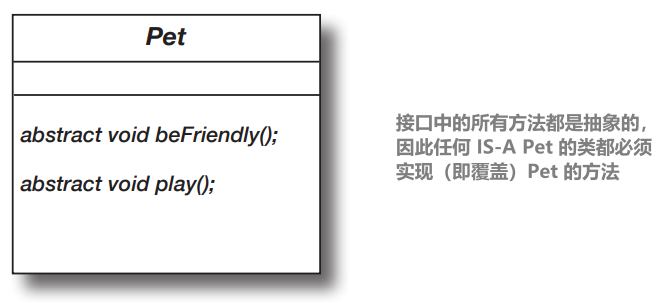 Pet
abstract void beFriendly();
abstract void play();
接口中的所有方法都是抽象的，
因此任何 IS-A Pet 的类都必须
实现（即覆盖）Pet 的方法